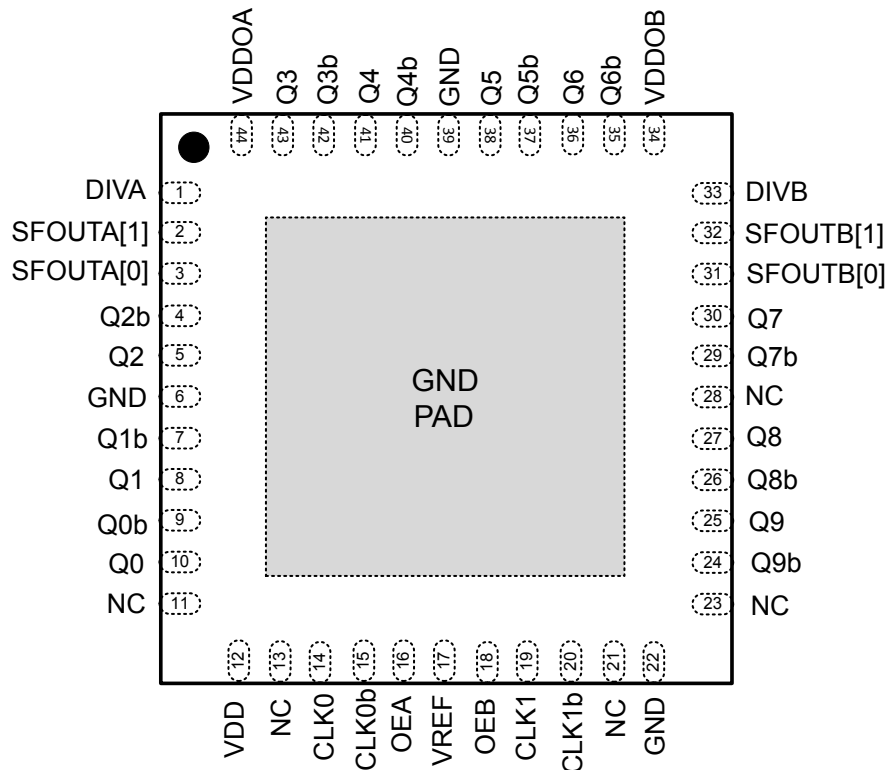 VDDOA
Q3
Q3b
Q4
Q4b
GND
Q5
Q5b
Q6
Q6b
VDDOB
44
43
42
41
40
39
38
37
36
35
34
DIVA 1
SFOUTA[1] 2
SFOUTA[0] 3
Q2b 4
Q2 5
GND 6
Q1b 7
Q1 8
Q0b 9
Q0 10
NC 11
GND
PAD
33 DIVB
32 SFOUTB[1]
31 SFOUTB[0]
30 Q7
29 Q7b
28 NC
27 Q8
26 Q8b
25 Q9
24 Q9b
23 NC
12
13
14
15
16
17
18
19
20
21
22
VDD
NC
CLK0
CLK0b
OEA
VREF
OEB
CLK1
CLK1b
NC
GND